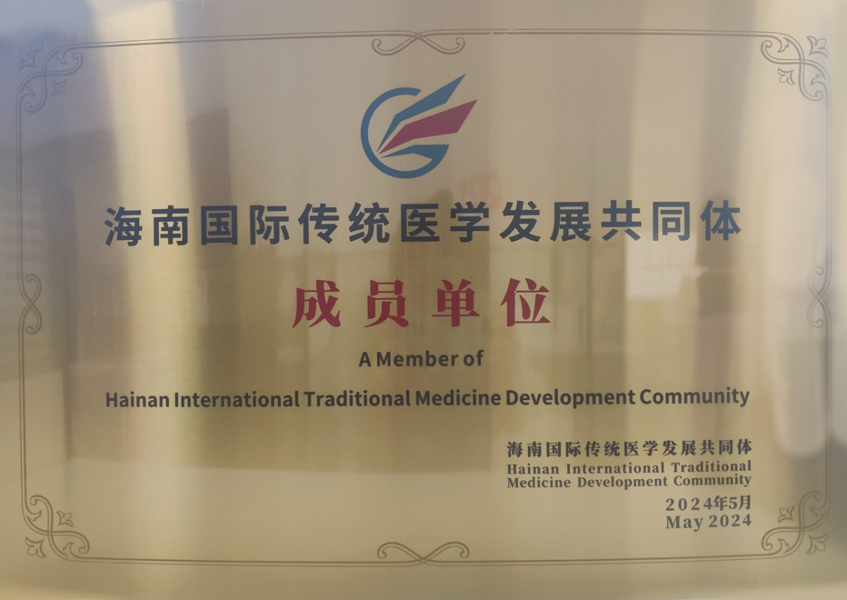 海南国际传统医学发展共同体
成员单位
A Member of
Hainan International Traditional Medicine Development Community
海南国际传统医学发展共同体
Hainan International Traditional
Medicine Development Community
2024年5月
May 2024